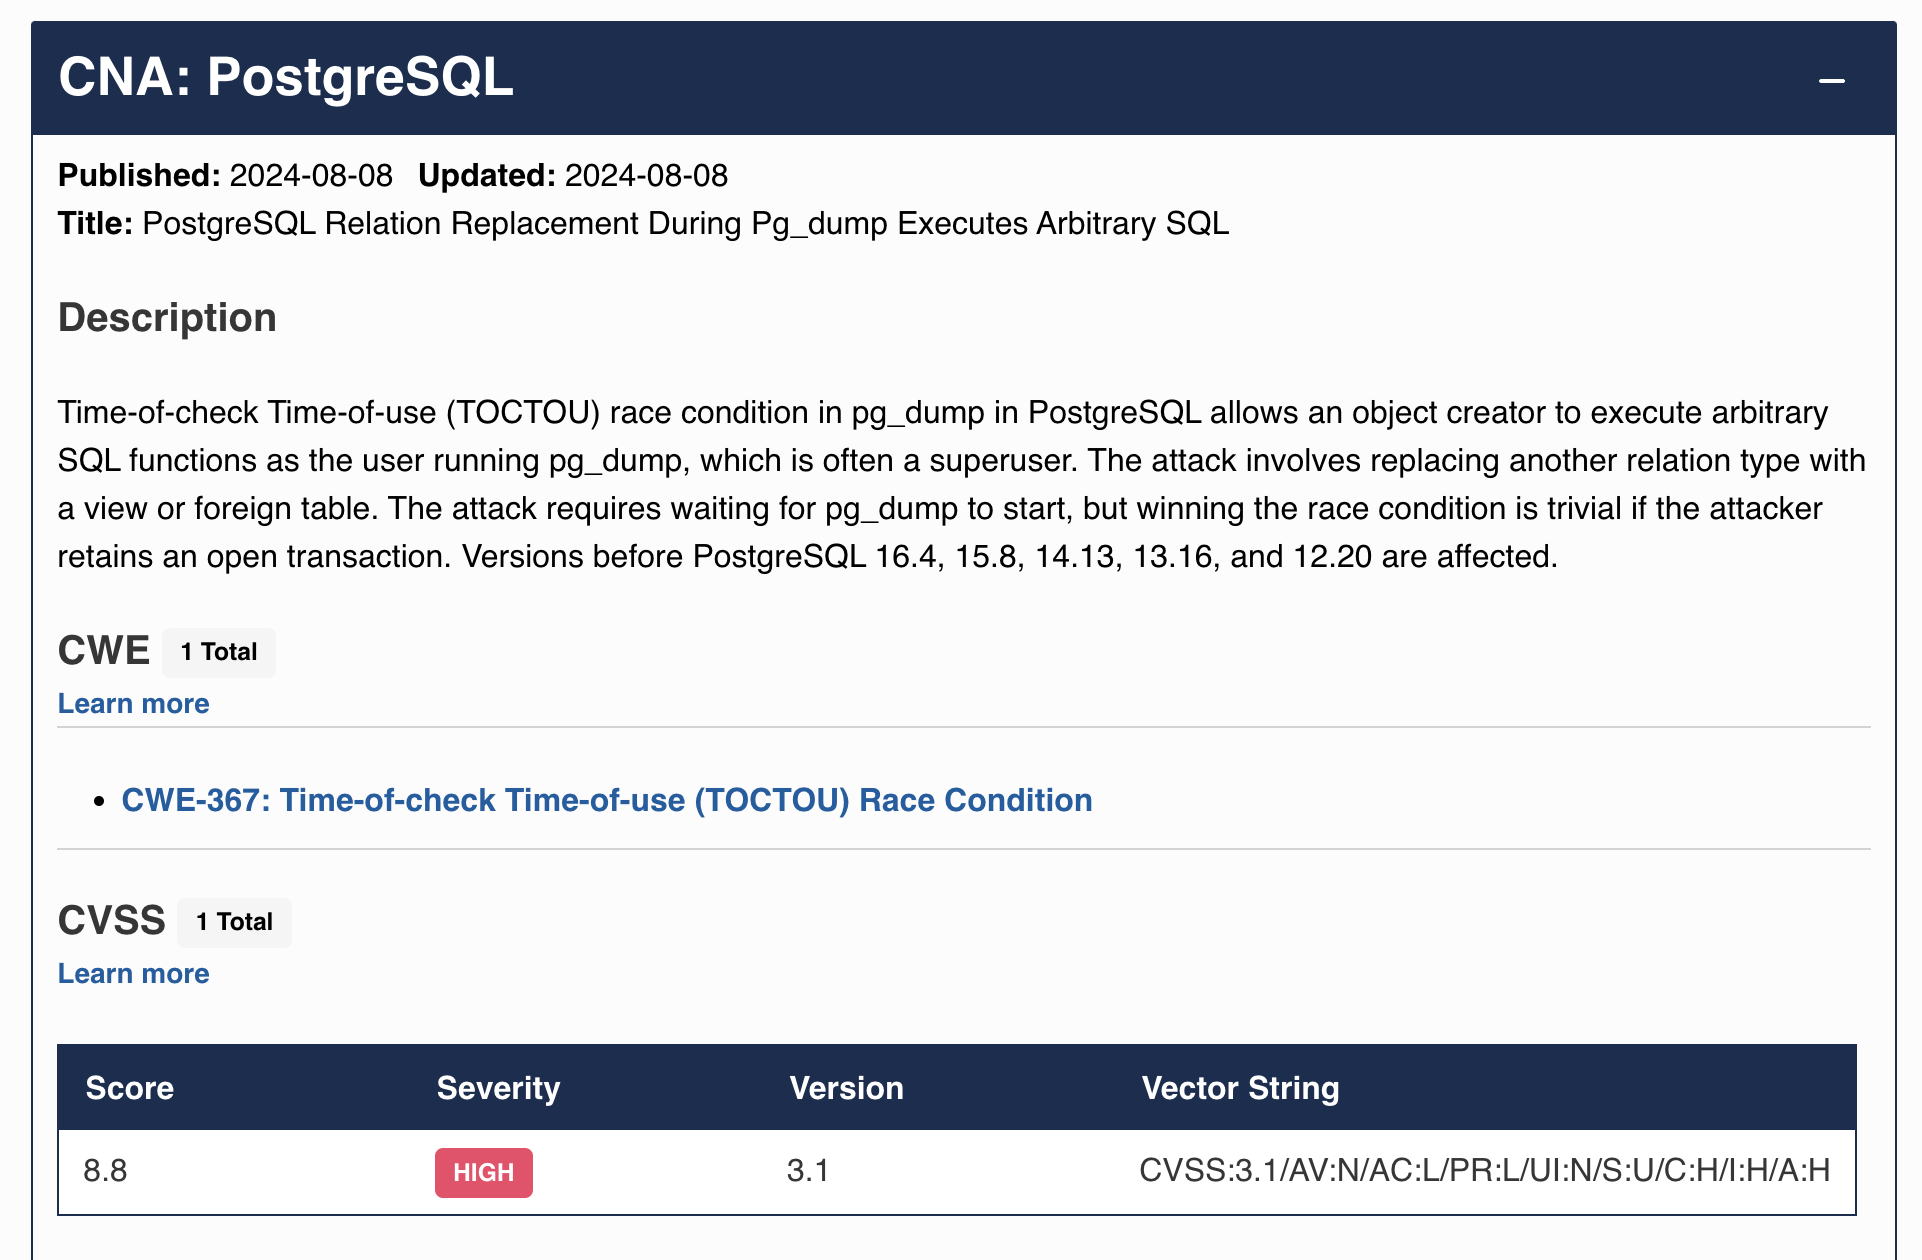 CNA: PostgreSQL
Published: 2024-08-08 Updated: 2024-08-08
Title: PostgreSQL Relation Replacement During Pg_dump Executes Arbitrary SQL
Description
Time-of-check Time-of-use (TOCTOU) race condition in pg_dump in PostgreSQL allows an object creator to execute arbitrary
SQL functions as the user running pg_dump, which is often a superuser. The attack involves replacing another relation type with
a view or foreign table. The attack requires waiting for pg_dump to start, but winning the race condition is trivial if the attacker
retains an open transaction. Versions before PostgreSQL 16.4, 15.8, 14.13, 13.16, and 12.20 are affected.
CWE 1 Total
Learn more
• CWE-367: Time-of-check Time-of-use (TOCTOU) Race Condition
CVSS 1 Total
Learn more
Score Severity Version Vector String
8.8 HIGH 3.1 CVSS:3.1/AV:N/AC:L/PR:L/UI:N/S:U/C:H/I:H/A:H